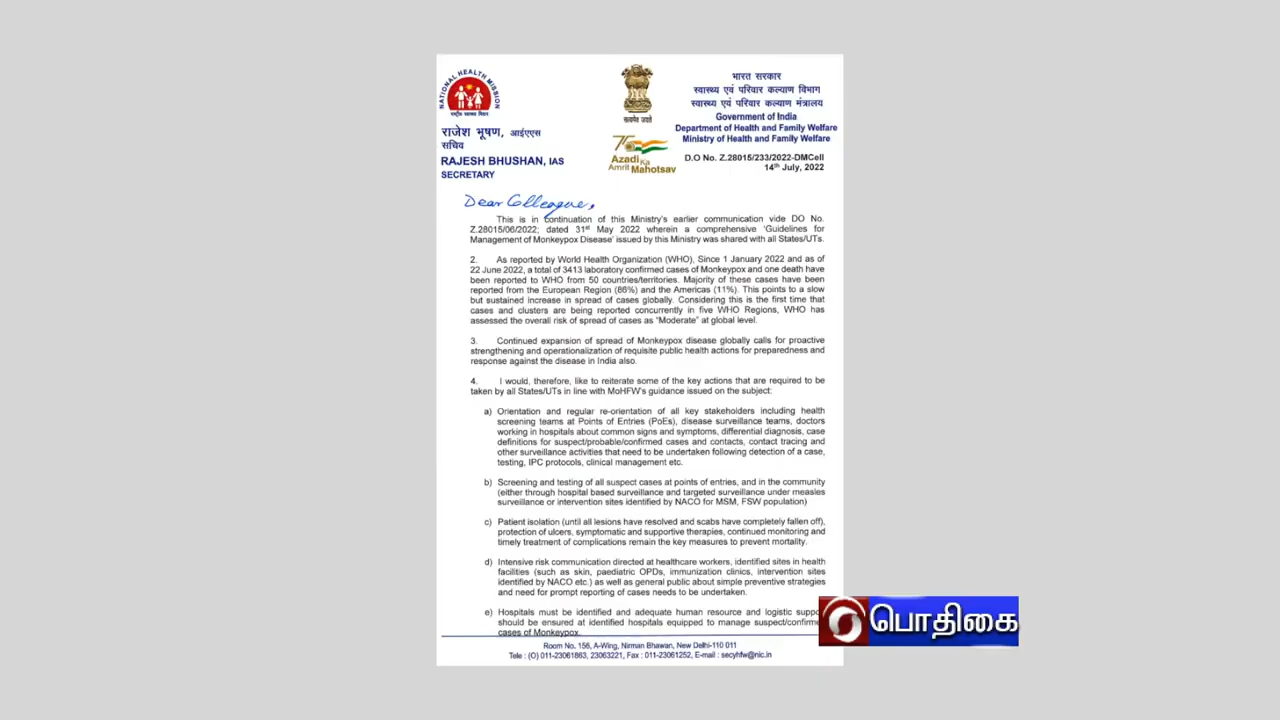 NATIONAL HEALTH MISSION
राष्ट्रीय स्वास्थ्य मिशन
राजेश भूषण, आईएएस
सचिव
RAJESH BHUSHAN, IAS
SECRETARY
सत्यमेव जयते
75
Azadi Ka
Amrit Mahotsav
भारत सरकार
स्वास्थ्य एवं परिवार कल्याण विभाग
स्वास्थ्य एवं परिवार कल्याण मंत्रालय
Government of India
Department of Health and Family Welfare
Ministry of Health and Family Welfare
D.O No. Z.28015/233/2022-DMCell
14th July, 2022
Dear Colleague,
This is in continuation of this Ministry's earlier communication vide DO No.
Z.28015/06/2022; dated 31st May 2022 wherein a comprehensive 'Guidelines for
Management of Monkeypox Disease' issued by this Ministry was shared with all States/UTs.
2. As reported by World Health Organization (WHO), Since 1 January 2022 and as of
22 June 2022, a total of 3413 laboratory confirmed cases of Monkeypox and one death have
been reported to WHO from 50 countries/territories. Majority of these cases have been
reported from the European Region (86%) and the Americas (11%). This points to a slow
but sustained increase in spread of cases globally. Considering this is the first time that
cases and clusters are being reported concurrently in five WHO Regions, WHO has
assessed the overall risk of spread of cases as "Moderate" at global level.
3. Continued expansion of spread of Monkeypox disease globally calls for proactive
strengthening and operationalization of requisite public health actions for preparedness and
response against the disease in India also.
4. I would, therefore, like to reiterate some of the key actions that are required to be
taken by all States/UTs in line with MoHFW's guidance issued on the subject:
a) Orientation and regular re-orientation of all key stakeholders including health
screening teams at Points of Entries (PoEs), disease surveillance teams, doctors
working in hospitals about common signs and symptoms, differential diagnosis, case
definitions for suspect/probable/confirmed cases and contacts, contact tracing and
other surveillance activities that need to be undertaken following detection of a case,
testing, IPC protocols, clinical management etc.
b) Screening and testing of all suspect cases at points of entries, and in the community
(either through hospital based surveillance and targeted surveillance under measles
surveillance or intervention sites identified by NACO for MSM, FSW population)
c) Patient isolation (until all lesions have resolved and scabs have completely fallen off),
protection of ulcers, symptomatic and supportive therapies, continued monitoring and
timely treatment of complications remain the key measures to prevent mortality.
d) Intensive risk communication directed at healthcare workers, identified sites in health
facilities (such as skin, paediatric OPDs, immunization clinics, intervention sites
identified by NACO etc.) as well as general public about simple preventive strategies
and need for prompt reporting of cases needs to be undertaken.
e) Hospitals must be identified and adequate human resource and logistic suppo
should be ensured at identified hospitals equipped to manage suspect/confirme
cases of Monkeypox.
Room No. 156, A-Wing, Nirman Bhawan, New Delhi-110 011
Tele : (O) 011-23061863, 23063221, Fax : 011-23061252, E-mail : secyhfw@nic.in
பொதிகை